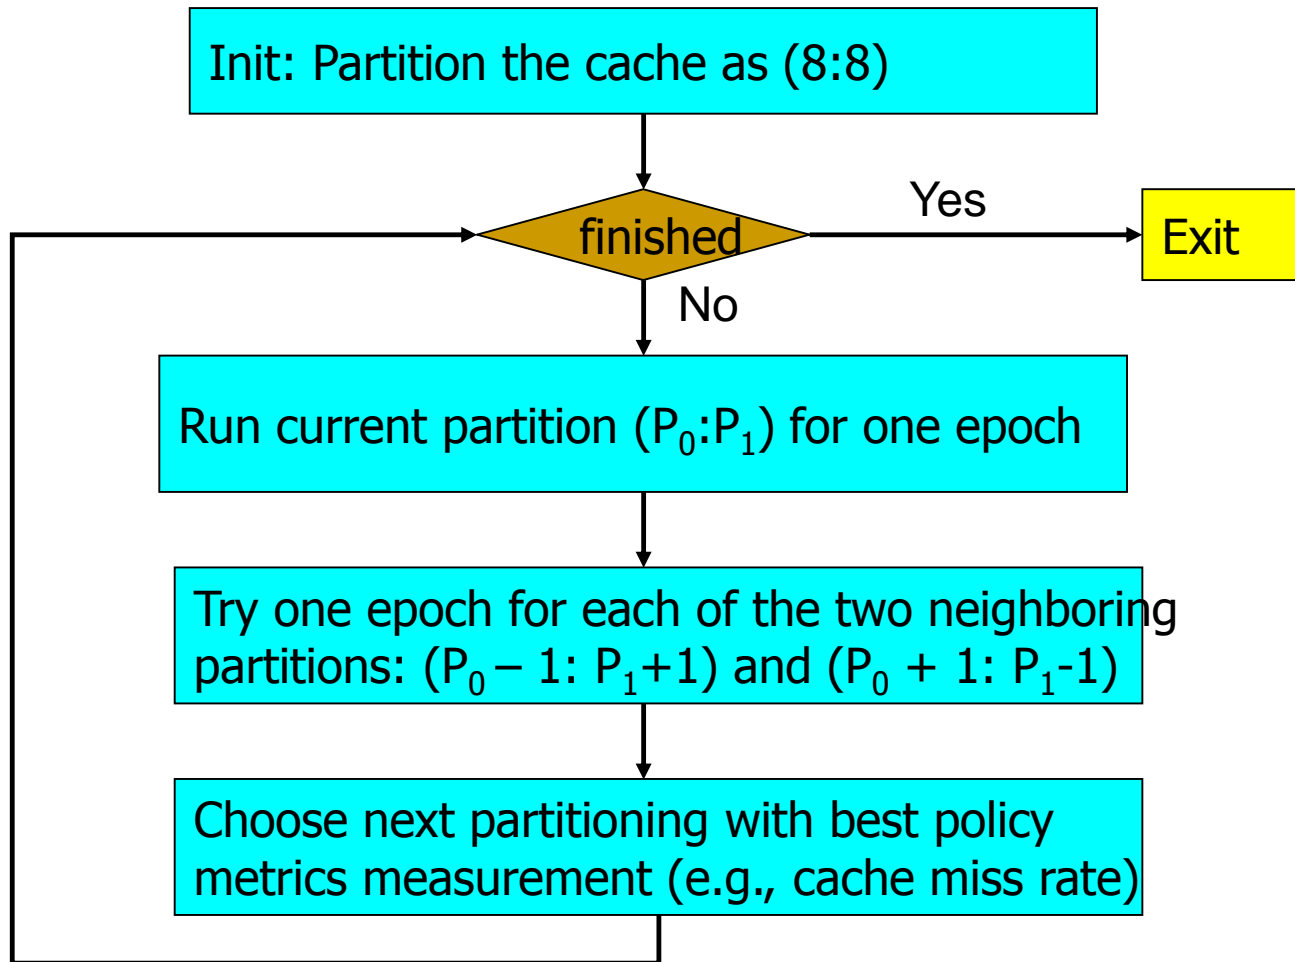 Init: Partition the cache as (8:8)
finished
Yes
Exit
No
Run current partition (P₀:P₁) for one epoch
Try one epoch for each of the two neighboring
partitions: (P₀ – 1: P₁+1) and (P₀ + 1: P₁-1)
Choose next partitioning with best policy
metrics measurement (e.g., cache miss rate)